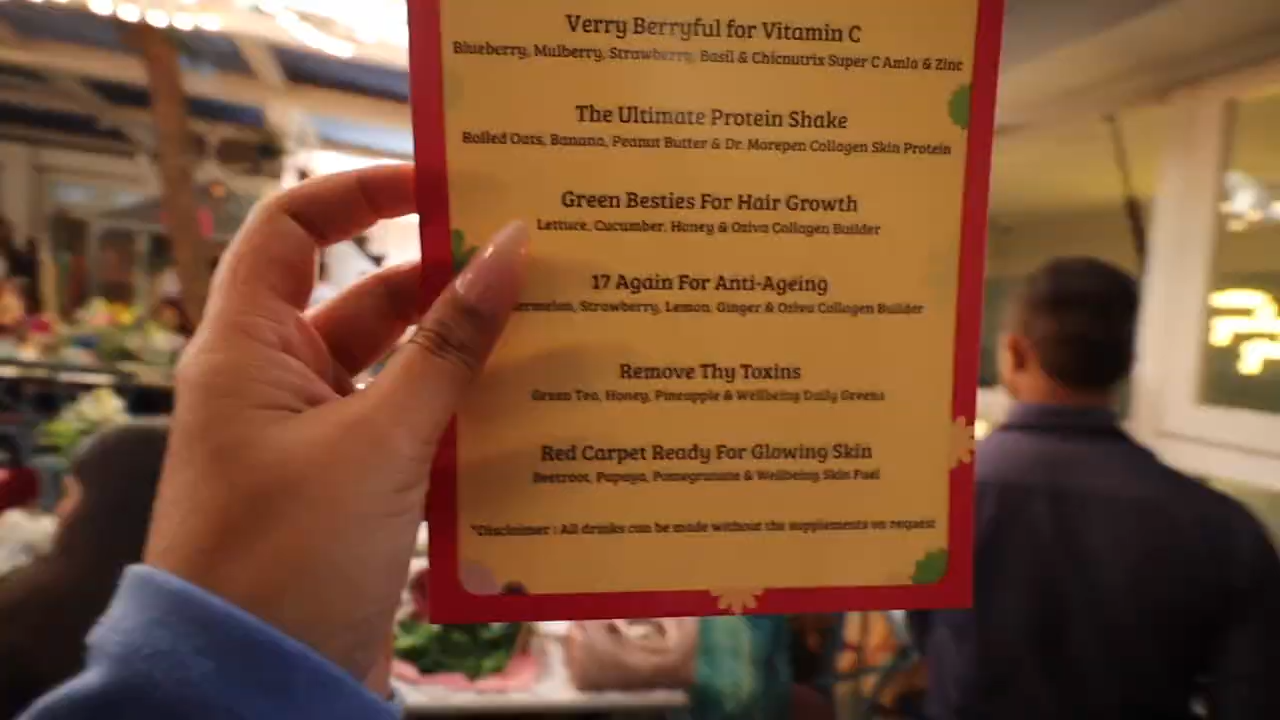 Verry Berryful for Vitamin C
Blueberry, Mulberry, Strawberry, Basil & Chicnutrix Super C Amla & Zinc
The Ultimate Protein Shake
Rolled Oats, Banana, Peanut Butter & Dr. Morepen Collagen Skin Protein
Green Besties For Hair Growth
Lettuce, Cucumber, Honey & Oziva Collagen Builder
17 Again For Anti-Ageing
Strawberry, Lemon, Ginger & Oziva Collagen Builder
Remove Thy Toxins
Green Tea, Honey, Pineapple & Wellbeing Daily Greens
Red Carpet Ready For Glowing Skin
Beetroot, Papaya, Pomegranate & Wellbeing Skin Fuel
*Disclaimer : All drinks can be made without the supplements on request